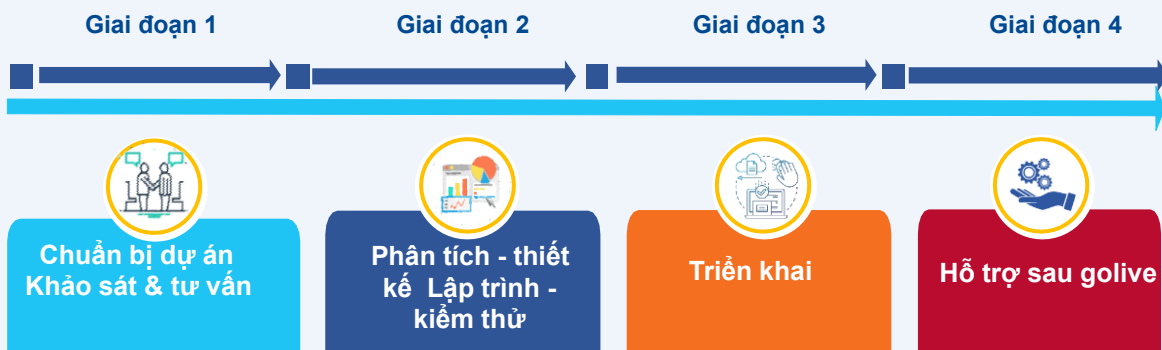 Giai đoạn 1
Giai đoạn 2
Giai đoạn 3
Giai đoạn 4
Chuẩn bị dự án
Khảo sát & tư vấn
Phân tích - thiết
kế Lập trình -
kiểm thử
Triển khai
Hỗ trợ sau golive